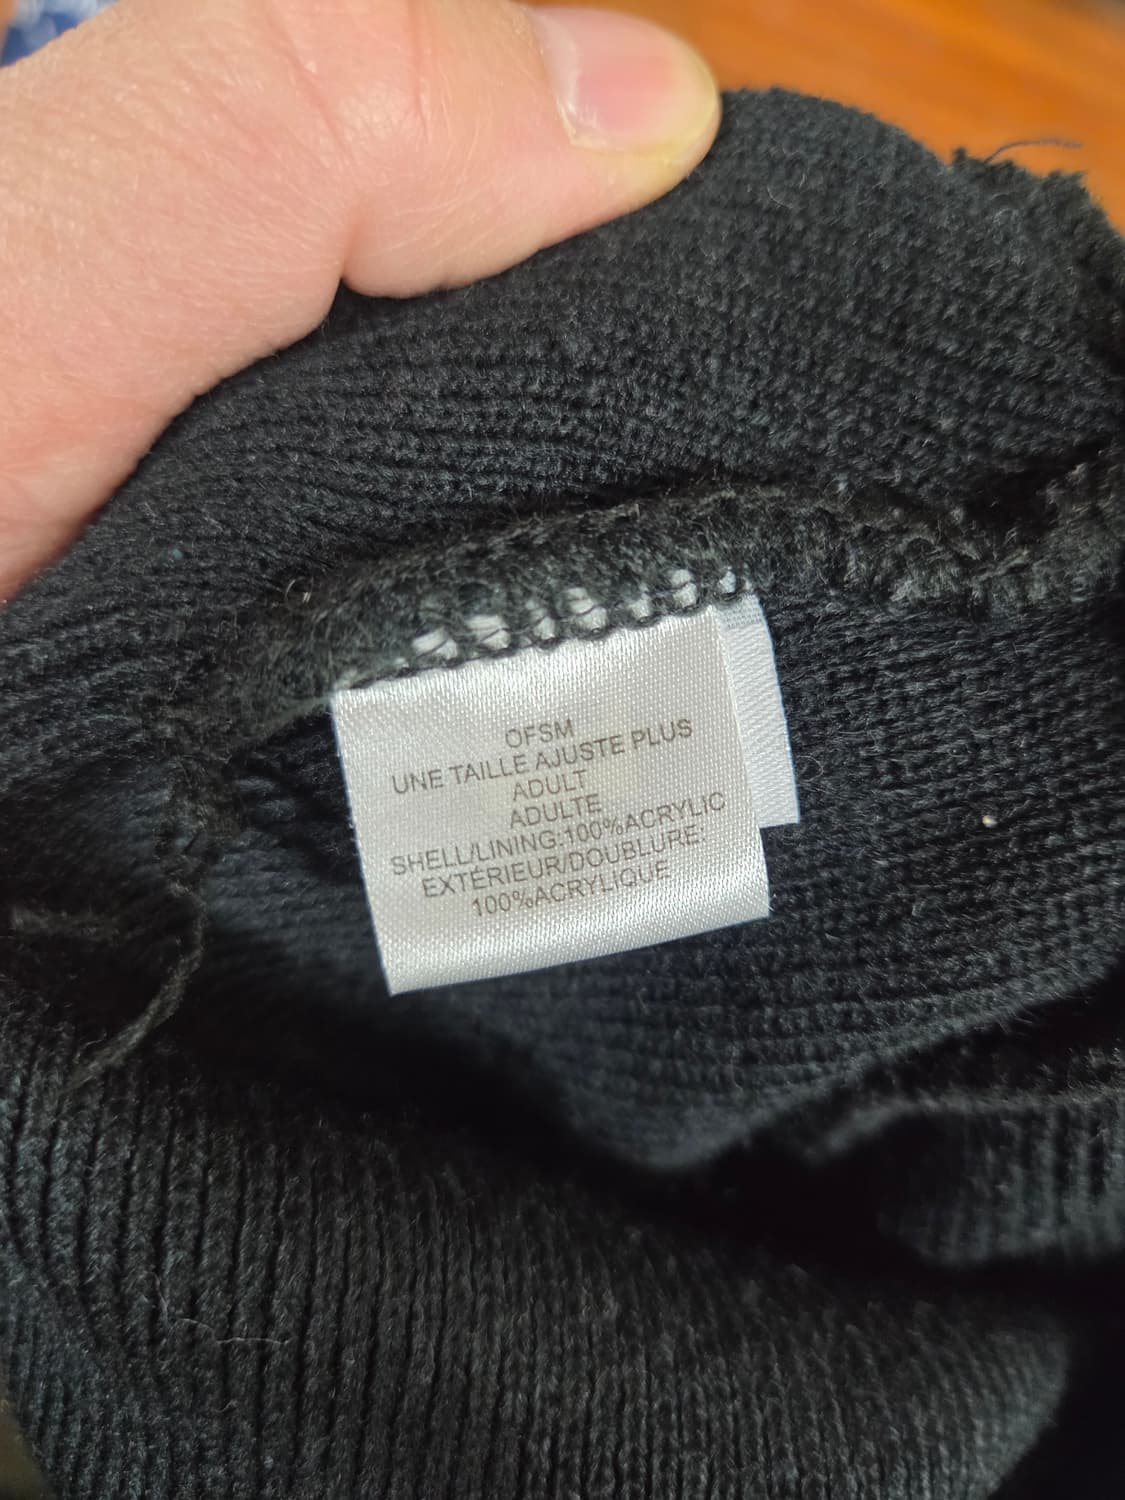 OFSM
UNE TAILLE AJUSTE PLUS
ADULT
ADULTE
SHELL/LINING:100%ACRYLIC
EXTÉRIEUR/DOUBLURE:
100%ACRYLIQUE